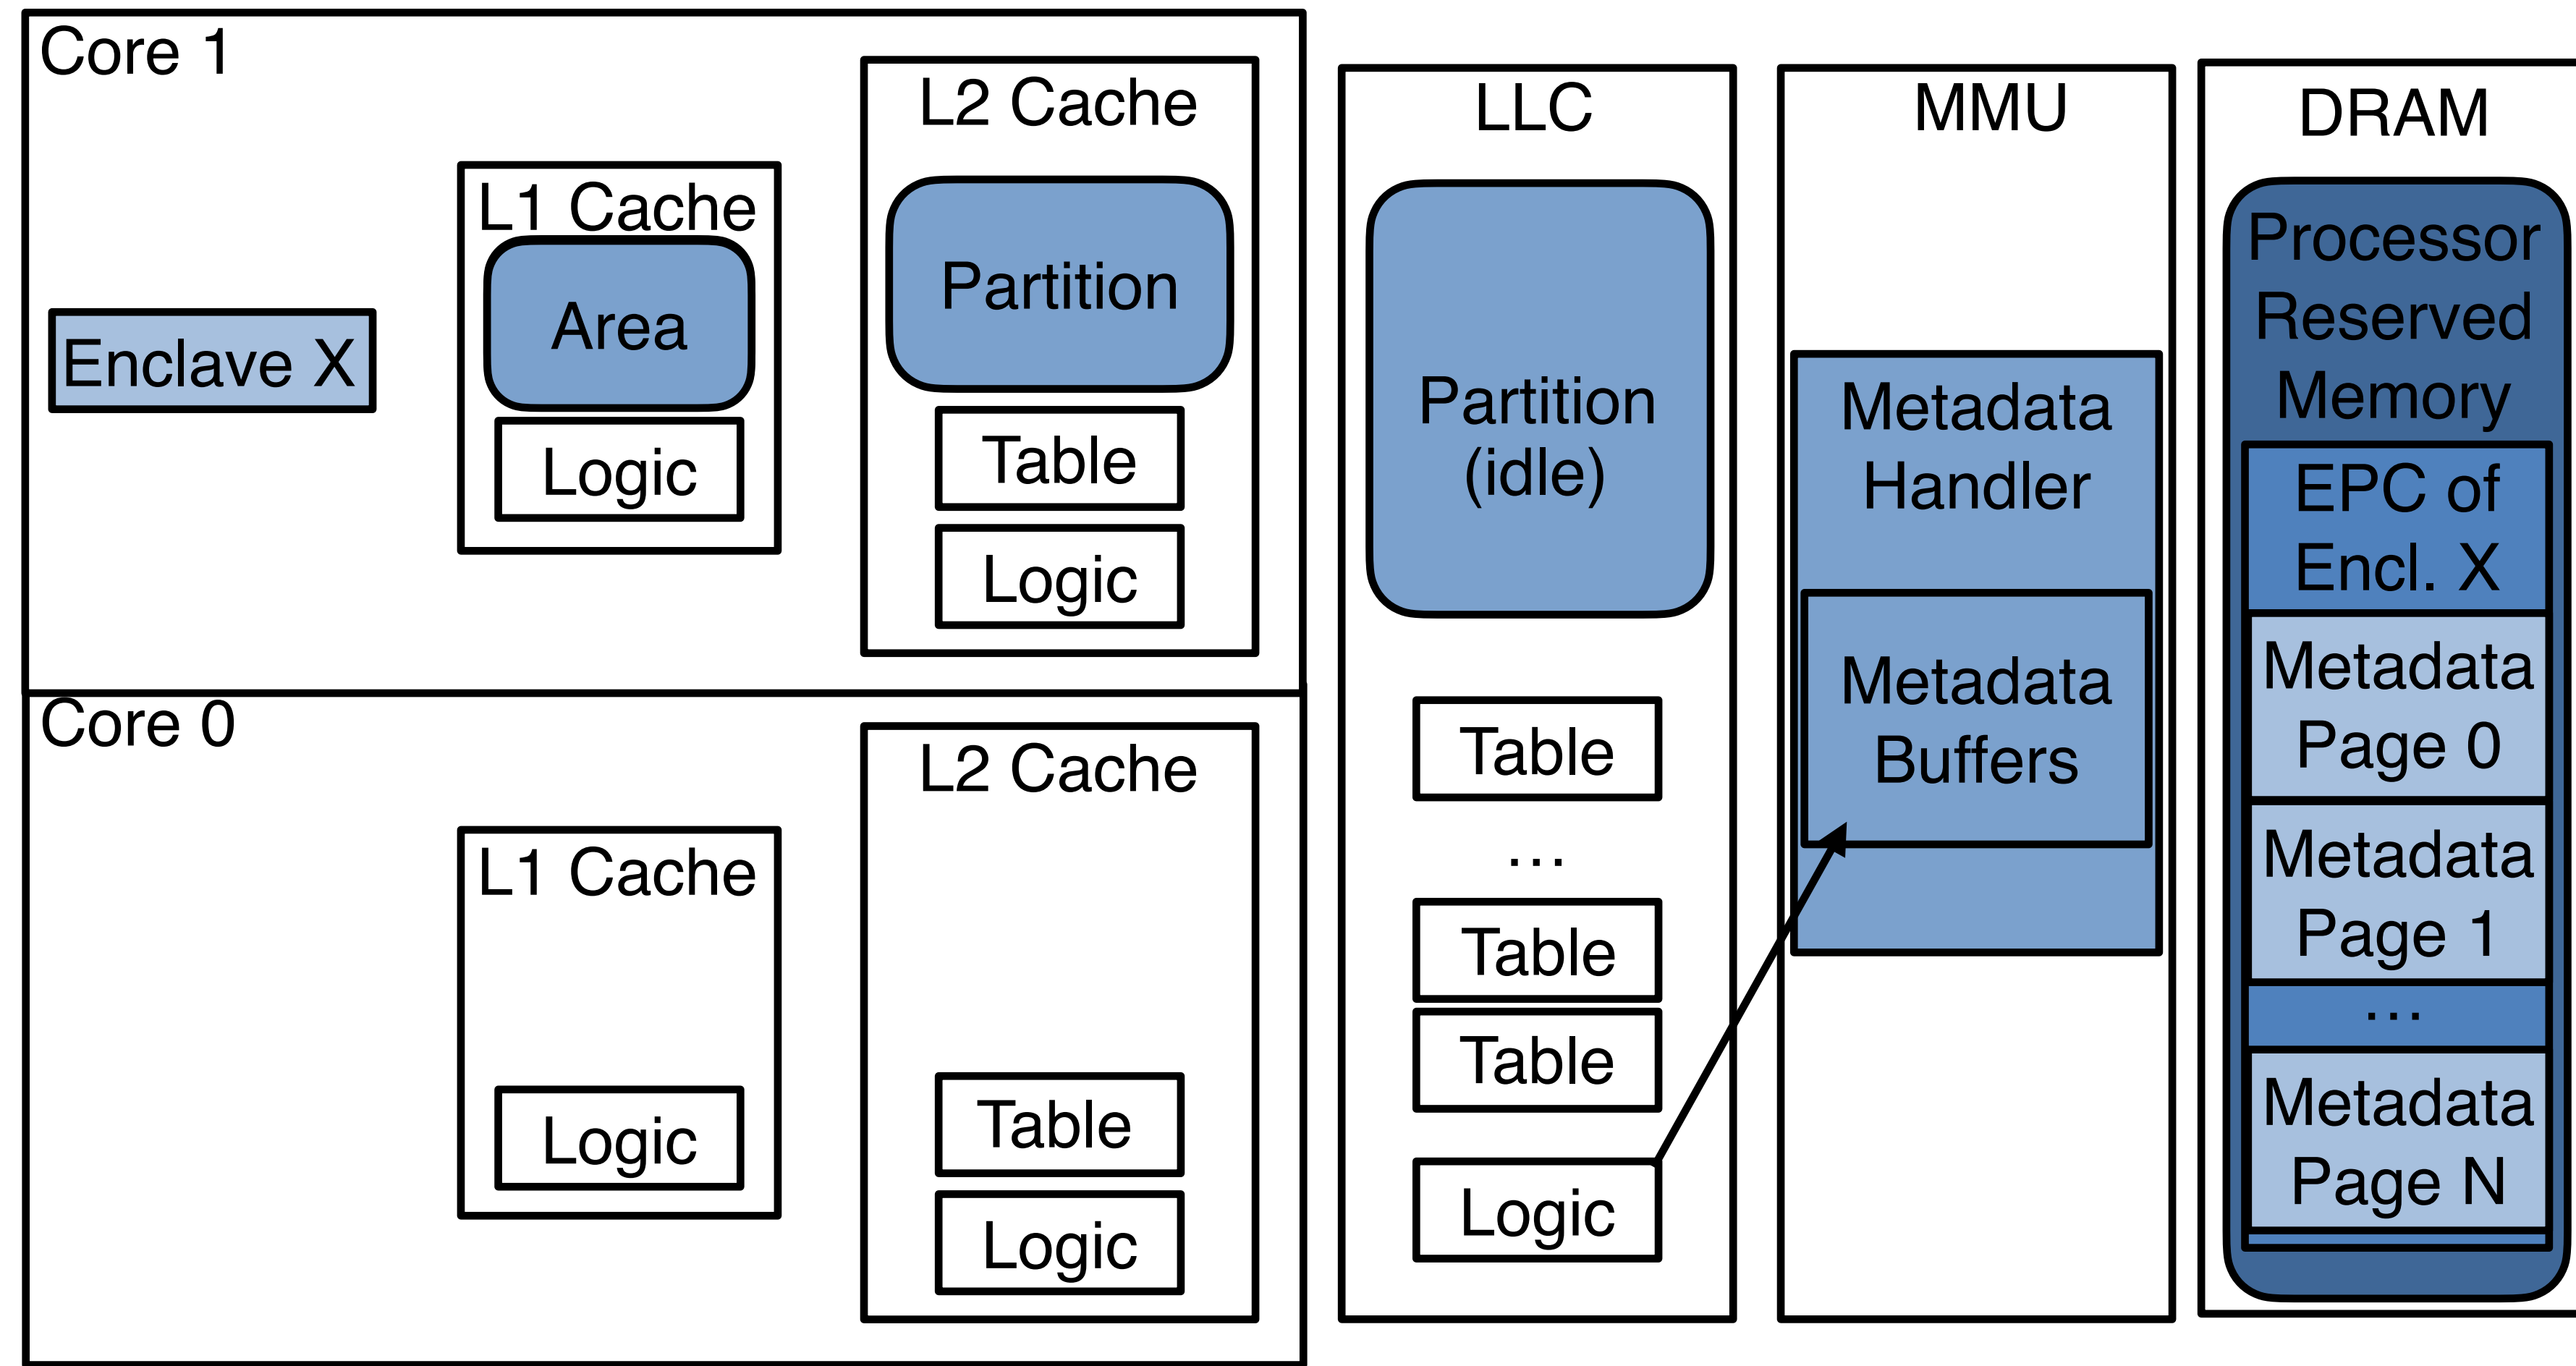 Core 1
Enclave X
L1 Cache
Area
Logic
L2 Cache
Partition
Table
Logic
Core 0
L1 Cache
Logic
L2 Cache
Table
Logic
LLC
Partition
(idle)
Table
...
Table
Table
Logic
MMU
Metadata
Handler
Metadata
Buffers
DRAM
Processor
Reserved
Memory
EPC of
Encl. X
Metadata
Page 0
Metadata
Page 1
...
Metadata
Page N